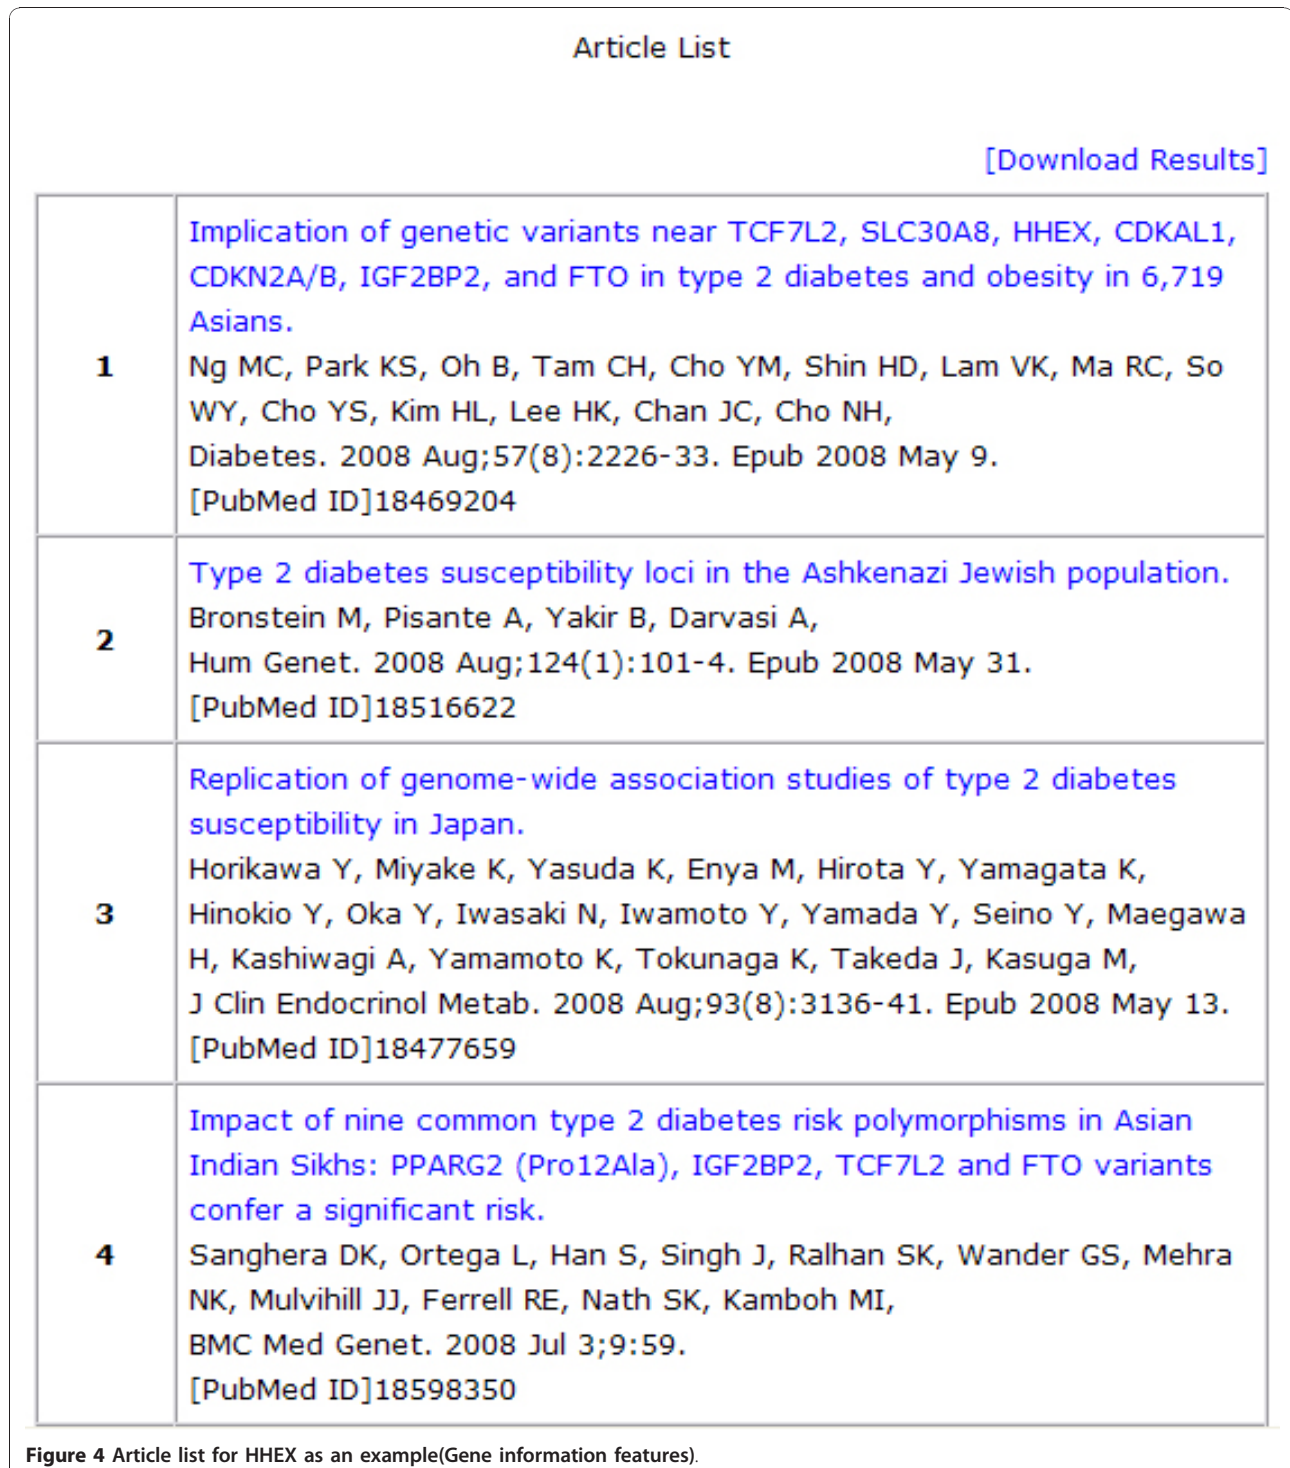 Article List
[Download Results]
1
Implication of genetic variants near TCF7L2, SLC30A8, HHEX, CDKAL1,
CDKN2A/B, IGF2BP2, and FTO in type 2 diabetes and obesity in 6,719
Asians.
Ng MC, Park KS, Oh B, Tam CH, Cho YM, Shin HD, Lam VK, Ma RC, So
WY, Cho YS, Kim HL, Lee HK, Chan JC, Cho NH,
Diabetes. 2008 Aug;57(8):2226-33. Epub 2008 May 9.
[PubMed ID]18469204
2
Type 2 diabetes susceptibility loci in the Ashkenazi Jewish population.
Bronstein M, Pisante A, Yakir B, Darvasi A,
Hum Genet. 2008 Aug;124(1):101-4. Epub 2008 May 31.
[PubMed ID]18516622
3
Replication of genome-wide association studies of type 2 diabetes
susceptibility in Japan.
Horikawa Y, Miyake K, Yasuda K, Enya M, Hirota Y, Yamagata K,
Hinokio Y, Oka Y, Iwasaki N, Iwamoto Y, Yamada Y, Seino Y, Maegawa
H, Kashiwagi A, Yamamoto K, Tokunaga K, Takeda J, Kasuga M,
J Clin Endocrinol Metab. 2008 Aug;93(8):3136-41. Epub 2008 May 13.
[PubMed ID]18477659
4
Impact of nine common type 2 diabetes risk polymorphisms in Asian
Indian Sikhs: PPARG2 (Pro12Ala), IGF2BP2, TCF7L2 and FTO variants
confer a significant risk.
Sanghera DK, Ortega L, Han S, Singh J, Ralhan SK, Wander GS, Mehra
NK, Mulvihill JJ, Ferrell RE, Nath SK, Kamboh MI,
BMC Med Genet. 2008 Jul 3;9:59.
[PubMed ID]18598350
Figure 4 Article list for HHEX as an example(Gene information features).